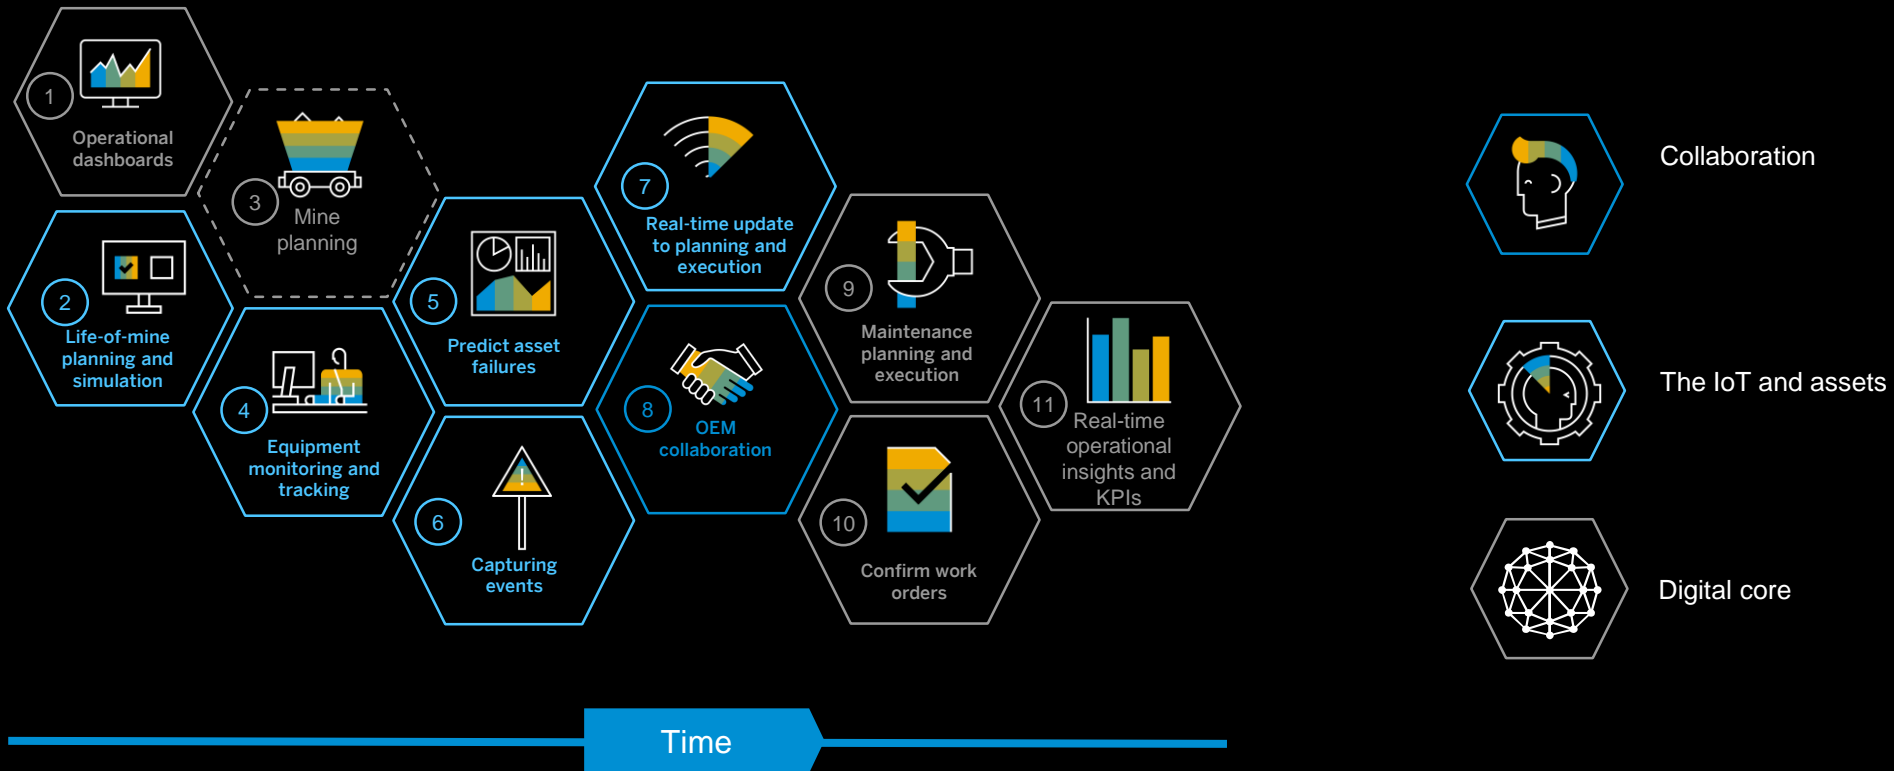 1
Operational
dashboards
2
Life-of-mine
planning and
simulation
3
Mine
planning
4
Equipment
monitoring and
tracking
5
Predict asset
failures
6
Capturing
events
7
Real-time update
to planning and
execution
8
OEM
collaboration
9
Maintenance
planning and
execution
10
Confirm work
orders
11
Real-time
operational
insights and
KPIs
Collaboration
The IoT and assets
Digital core
Time